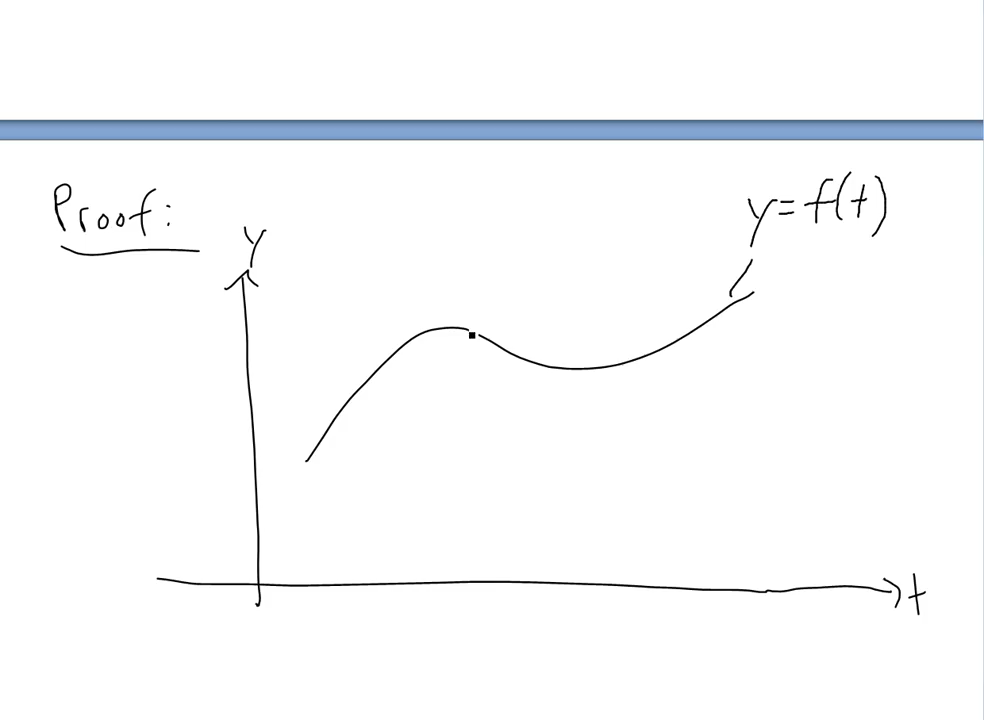 Proof:
y
y = f(t)
t